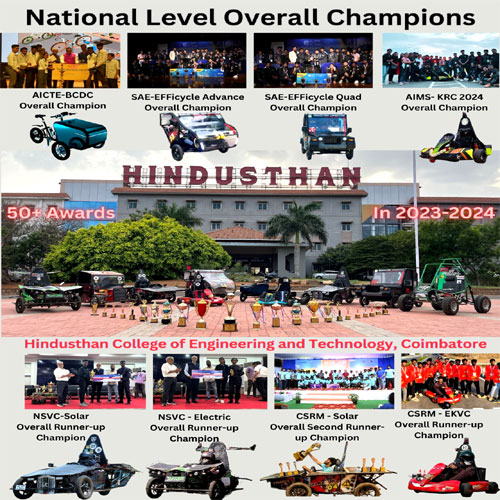 National Level Overall Champions
AICTE-BCDC
Overall Champion
SAE-EFFicycle Advance
Overall Champion
SAE-EFFicycle Quad
Overall Champion
AIMS- KRC 2024
Overall Champion
HINDUSTHAN
50+ Awards
In 2023-2024
Hindusthan College of Engineering and Technology, Coimbatore
NSVC-Solar
Overall Runner-up
Champion
NSVC - Electric
Overall Runner-up
Champion
CSRM - Solar
Overall Second Runner-
up Champion
CSRM - EKVC
Overall Runner-up
Champion